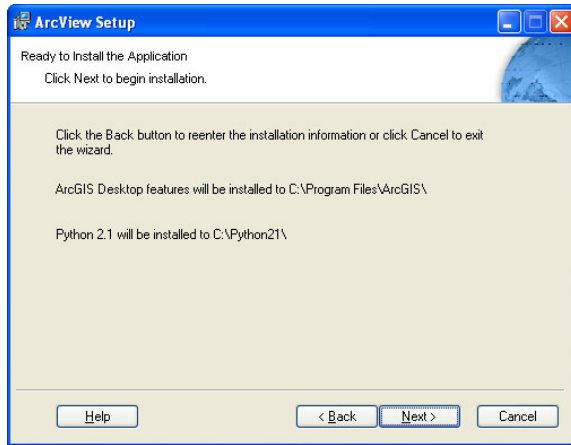 ArcView Setup
Ready to Install the Application
Click Next to begin installation.
Click the Back button to reenter the installation information or click Cancel to exit
the wizard.
ArcGIS Desktop features will be installed to C:\Program Files\ArcGIS\
Python 2.1 will be installed to C:\Python21\
Help
< Back
Next >
Cancel